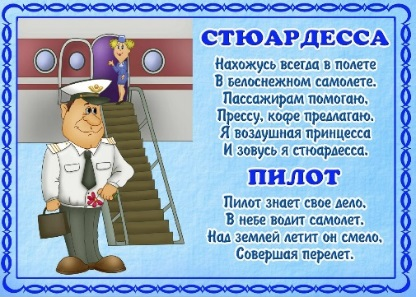 СТЮАРДЕССА
Нахожусь всегда в полете
В белоснежном самолете.
Пассажирам помогаю,
Прессу, кофе предлагаю.
Я воздушная принцесса
И зовусь я стюардесса.
ПИЛОТ
Пилот знает свое дело,
В небе водит самолет.
Над землей летит он смело,
Совершая перелет.